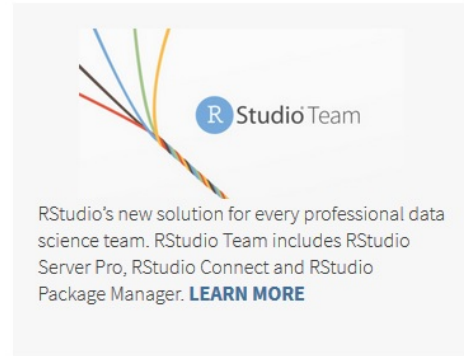 R Studio Team
RStudio's new solution for every professional data
science team. RStudio Team includes RStudio
Server Pro, RStudio Connect and RStudio
Package Manager. LEARN MORE